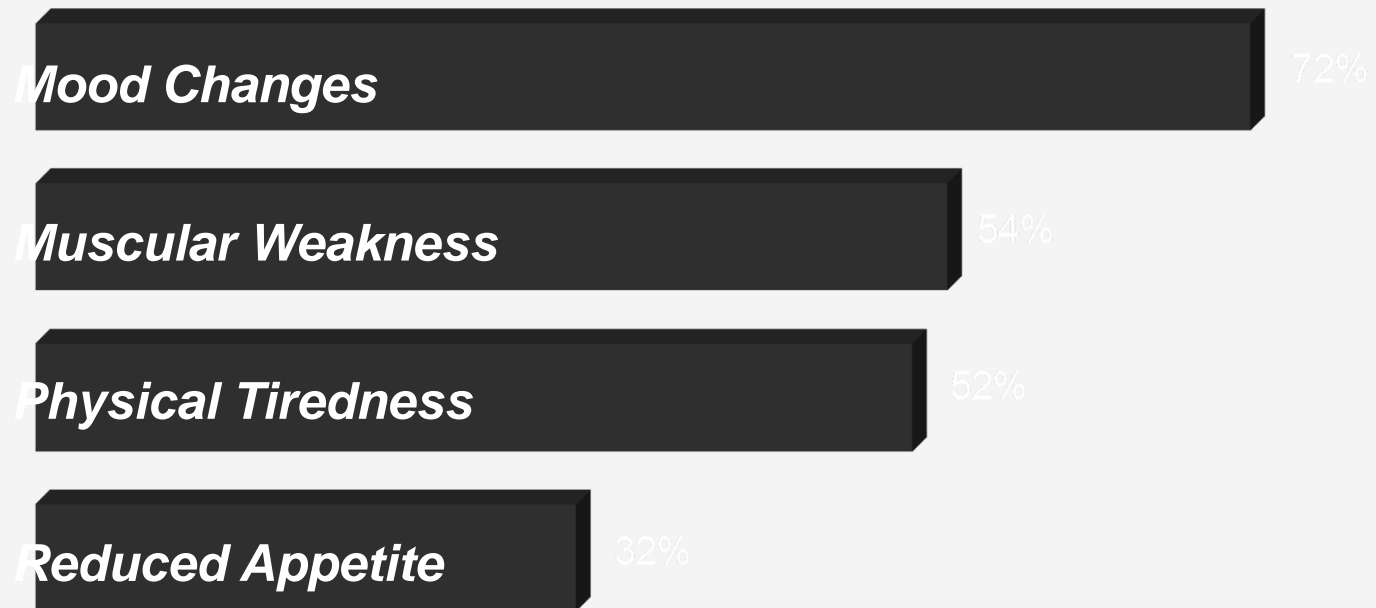 Mood Changes 72%
Muscular Weakness 54%
Physical Tiredness 52%
Reduced Appetite 32%